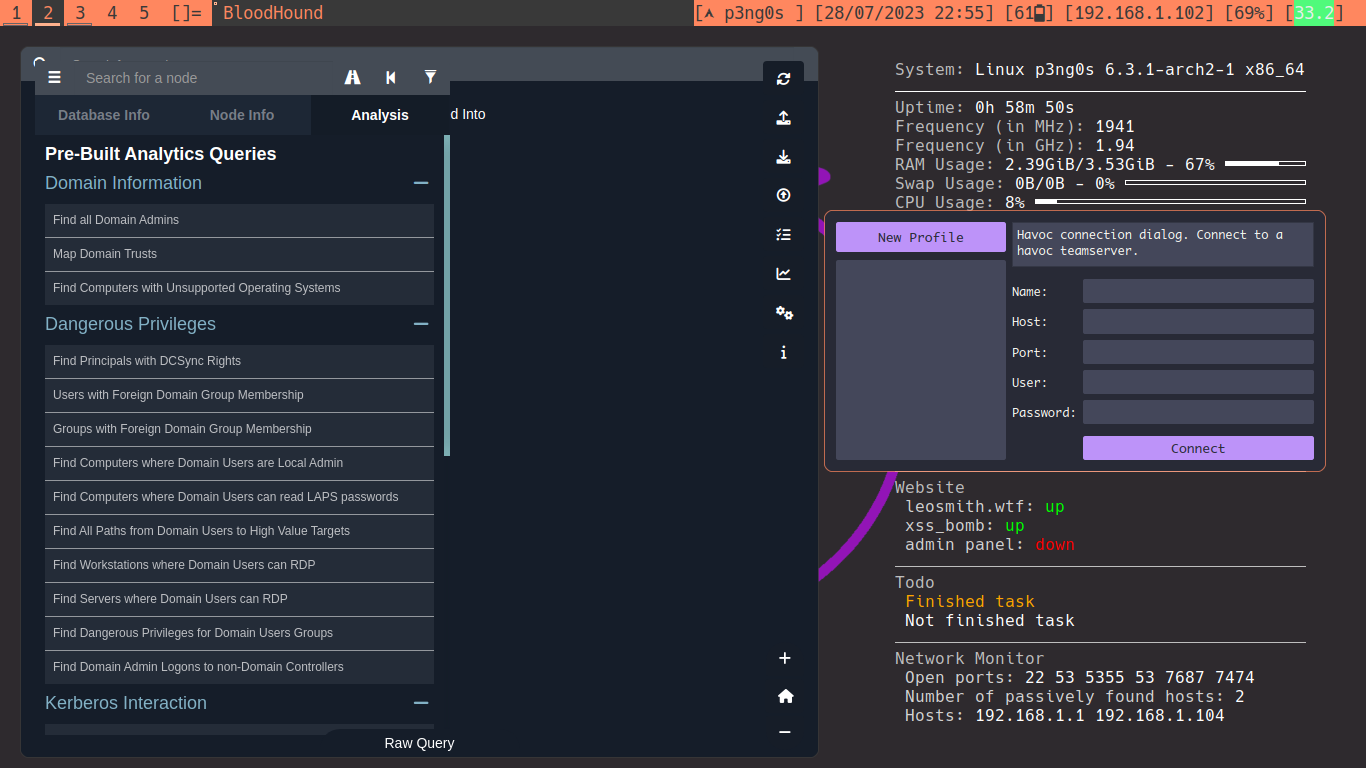 1 2 3 4 5 []= BloodHound
[ p3ng0s ] [28/07/2023 22:55] [61] [192.168.1.102] [69%] [33.2]
Search for a node
d Into
Database Info Node Info Analysis
Pre-Built Analytics Queries
Domain Information
Find all Domain Admins
Map Domain Trusts
Find Computers with Unsupported Operating Systems
Dangerous Privileges
Find Principals with DCSync Rights
Users with Foreign Domain Group Membership
Groups with Foreign Domain Group Membership
Find Computers where Domain Users are Local Admin
Find Computers where Domain Users can read LAPS passwords
Find All Paths from Domain Users to High Value Targets
Find Workstations where Domain Users can RDP
Find Servers where Domain Users can RDP
Find Dangerous Privileges for Domain Users Groups
Find Domain Admin Logons to non-Domain Controllers
Kerberos Interaction
Raw Query
System: Linux p3ng0s 6.3.1-arch2-1 x86_64
Uptime: 0h 58m 50s
Frequency (in MHz): 1941
Frequency (in GHz): 1.94
RAM Usage: 2.39GiB/3.53GiB - 67%
Swap Usage: 0B/0B - 0%
CPU Usage: 8%
New Profile
Havoc connection dialog. Connect to a
havoc teamserver.
Name:
Host:
Port:
User:
Password:
Connect
Website
leosmith.wtf: up
xss_bomb: up
admin panel: down
Todo
Finished task
Not finished task
Network Monitor
Open ports: 22 53 5355 53 7687 7474
Number of passively found hosts: 2
Hosts: 192.168.1.1 192.168.1.104